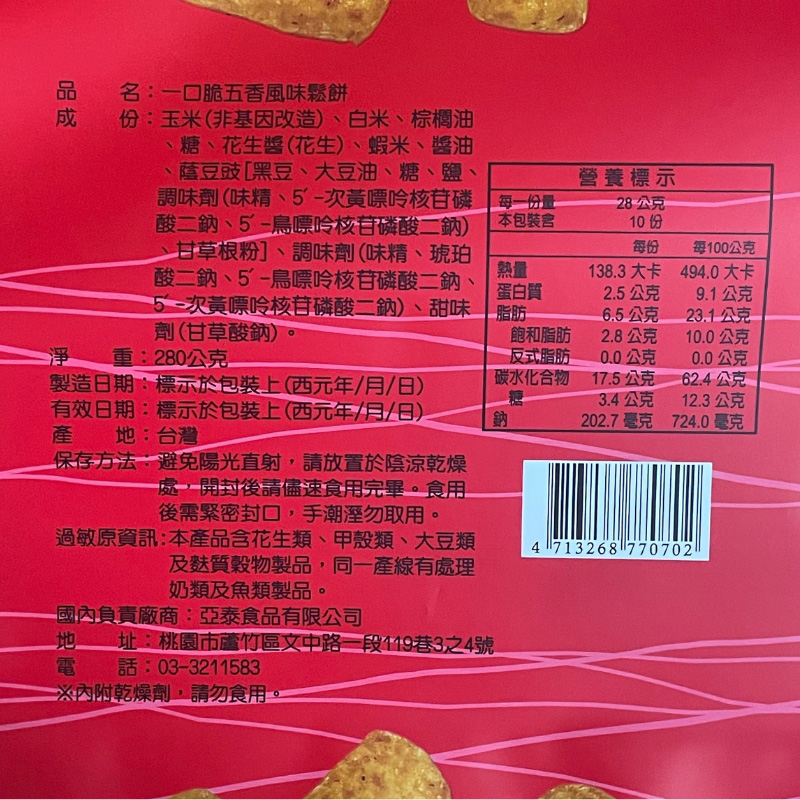 品　　名：一口脆五香風味鬆餅
成　　份：玉米(非基因改造)、白米、棕櫚油
、糖、花生醬(花生)、蝦米、醬油
、蔭豆豉[黑豆、大豆油、糖、鹽、
調味劑(味精、5´-次黃嘌呤核苷磷
酸二鈉、5´-鳥嘌呤核苷磷酸二鈉)
、甘草根粉]、調味劑(味精、琥珀
酸二鈉、5´-鳥嘌呤核苷磷酸二鈉、
5´-次黃嘌呤核苷磷酸二鈉)、甜味
劑(甘草酸鈉)。
淨　　重：280公克
製造日期：標示於包裝上(西元年/月/日)
有效日期：標示於包裝上(西元年/月/日)
產　　地：台灣
保存方法：避免陽光直射，請放置於陰涼乾燥
處，開封後請儘速食用完畢。食用
後需緊密封口，手潮溼勿取用。
過敏原資訊：本產品含花生類、甲殼類、大豆類
及麩質穀物製品，同一產線有處理
奶類及魚類製品。
國內負責廠商：亞泰食品有限公司
地　　址：桃園市蘆竹區文中路一段119巷3之4號
電　　話：03-3211583
※內附乾燥劑，請勿食用。
營養標示
每一份量 28 公克
本包裝含 10 份
每份 每100公克
熱量 138.3 大卡 494.0 大卡
蛋白質 2.5 公克 9.1 公克
脂肪 6.5 公克 23.1 公克
飽和脂肪 2.8 公克 10.0 公克
反式脂肪 0.0 公克 0.0 公克
碳水化合物 17.5 公克 62.4 公克
糖 3.4 公克 12.3 公克
鈉 202.7 毫克 724.0 毫克
4 713268 770702